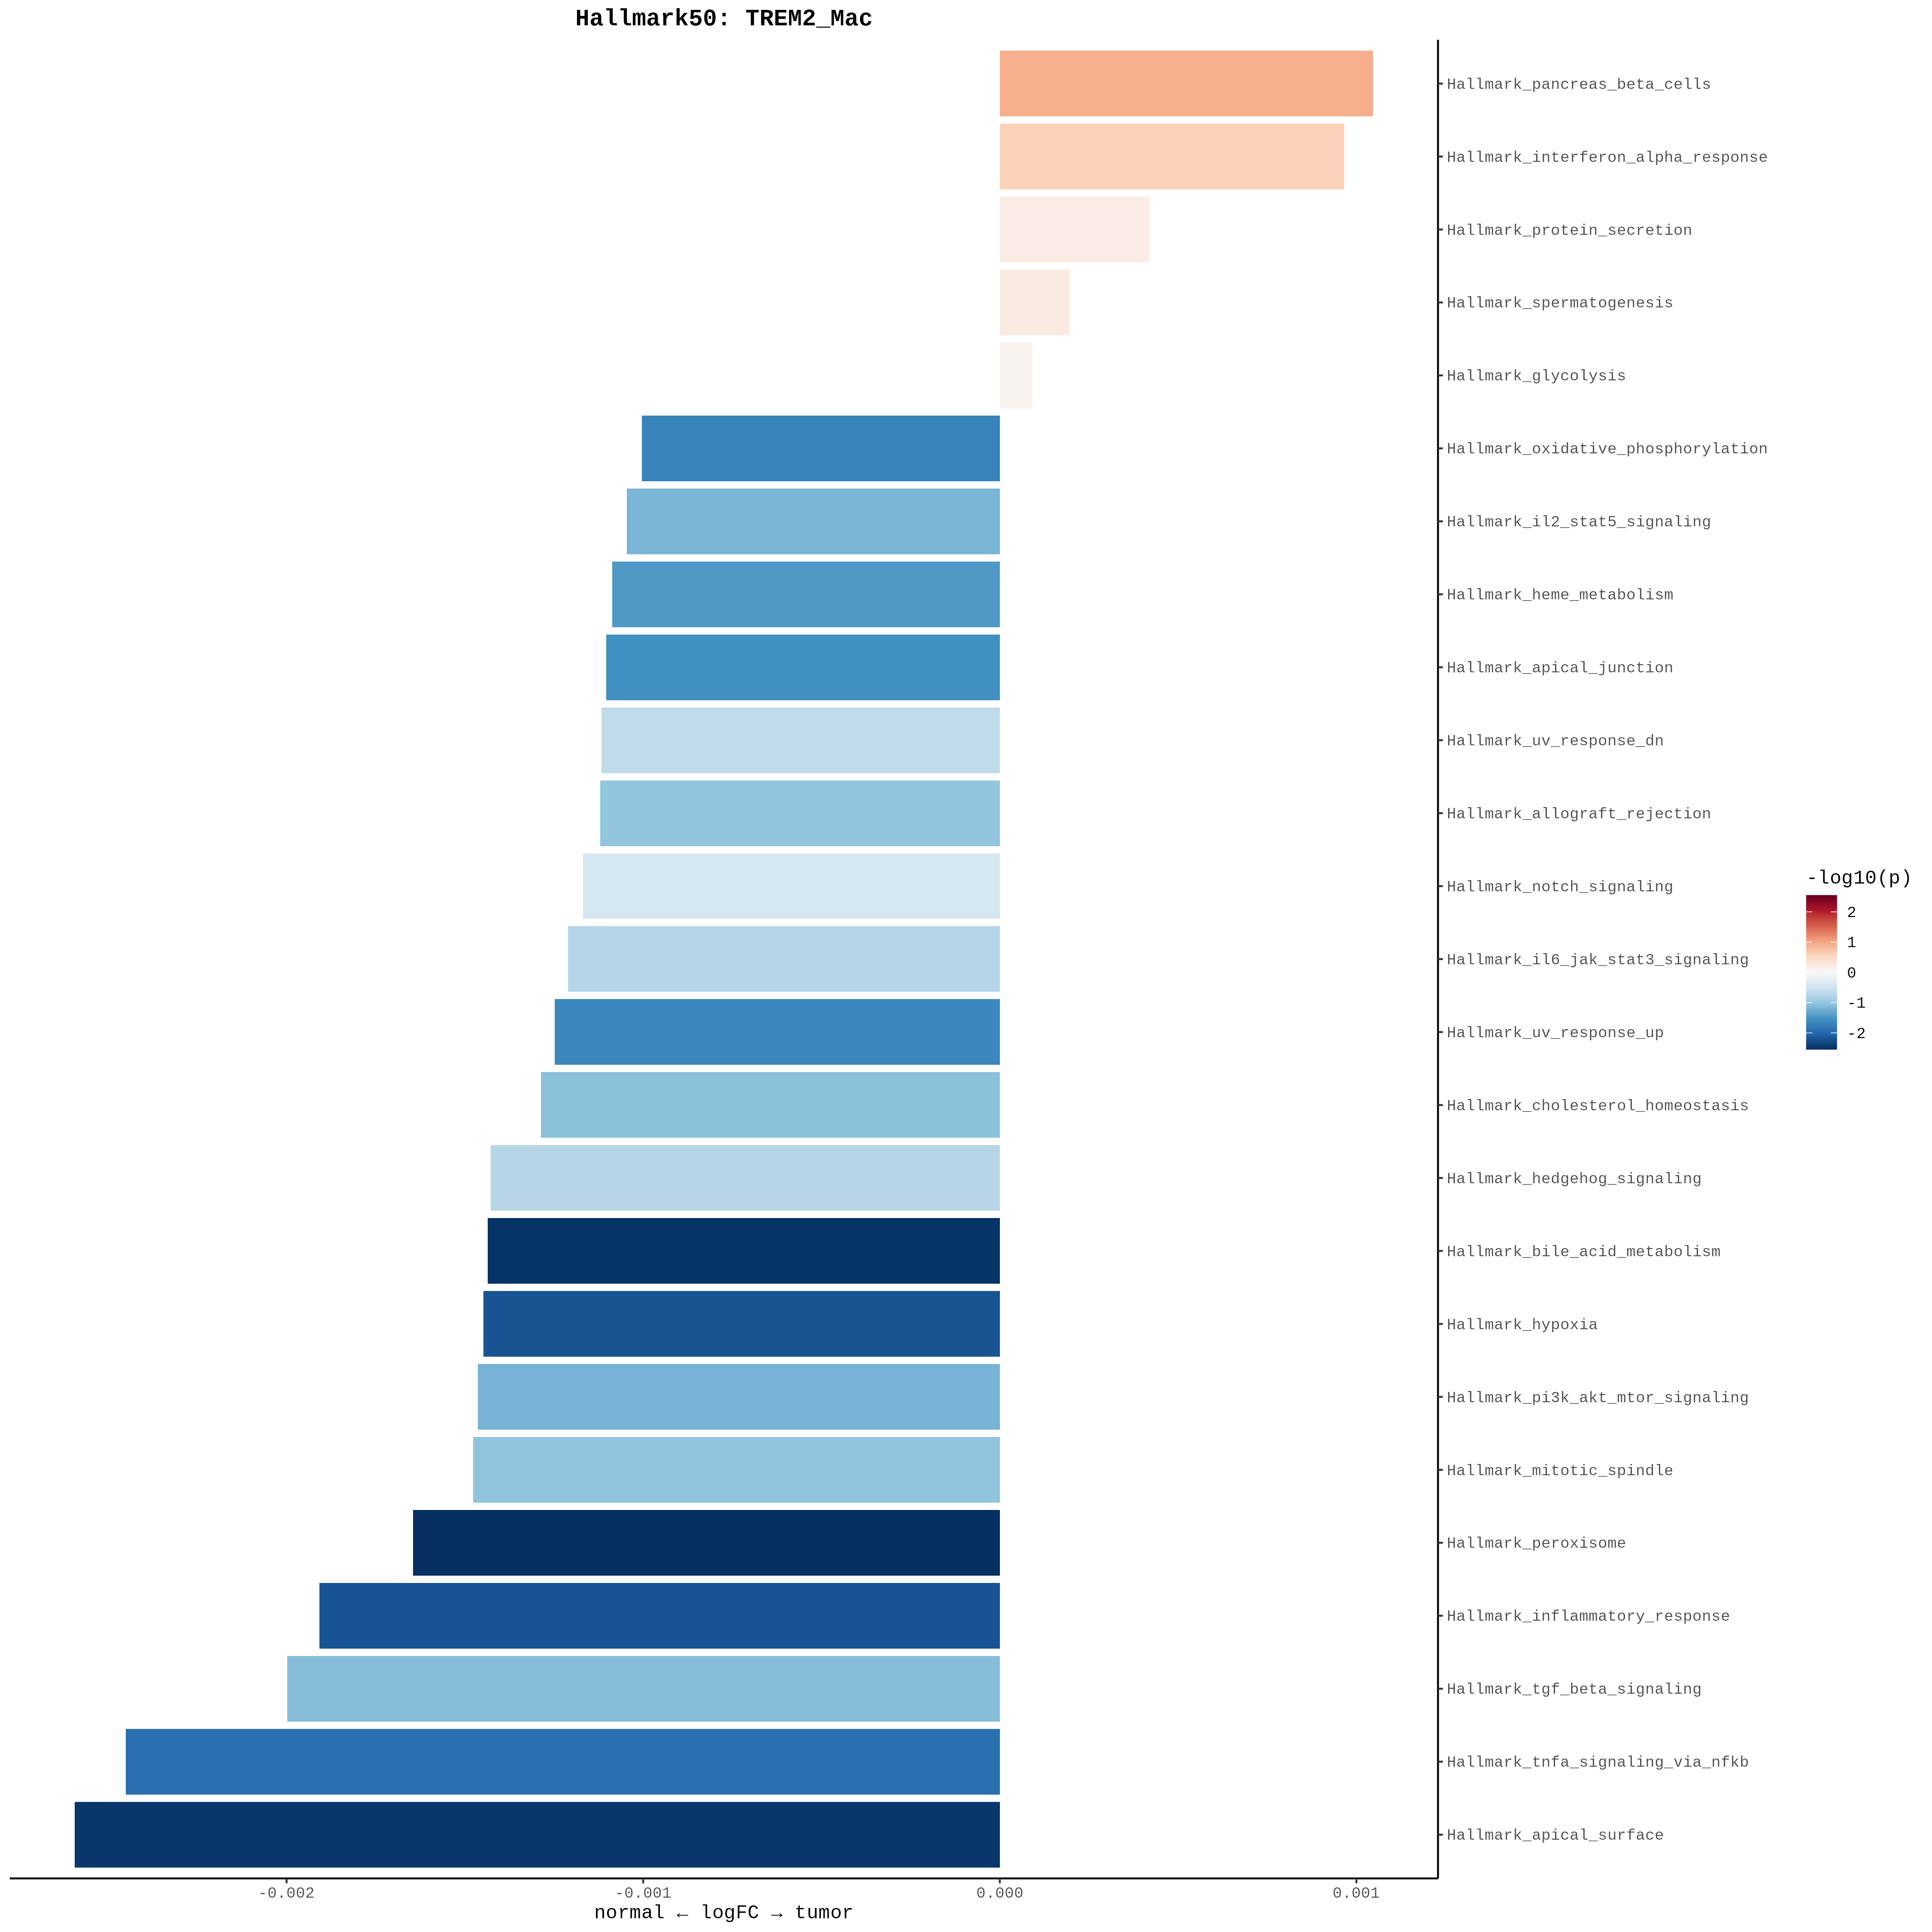 Hallmark50: TREM2_Mac
Hallmark_pancreas_beta_cells
Hallmark_interferon_alpha_response
Hallmark_protein_secretion
Hallmark_spermatogenesis
Hallmark_glycolysis
Hallmark_oxidative_phosphorylation
Hallmark_il2_stat5_signaling
Hallmark_heme_metabolism
Hallmark_apical_junction
Hallmark_uv_response_dn
Hallmark_allograft_rejection
Hallmark_notch_signaling
Hallmark_il6_jak_stat3_signaling
Hallmark_uv_response_up
Hallmark_cholesterol_homeostasis
Hallmark_hedgehog_signaling
Hallmark_bile_acid_metabolism
Hallmark_hypoxia
Hallmark_pi3k_akt_mtor_signaling
Hallmark_mitotic_spindle
Hallmark_peroxisome
Hallmark_inflammatory_response
Hallmark_tgf_beta_signaling
Hallmark_tnfa_signaling_via_nfkb
Hallmark_apical_surface
-log10(p)
2
1
0
-1
-2
-0.002 -0.001 0.000 0.001
normal ← logFC → tumor